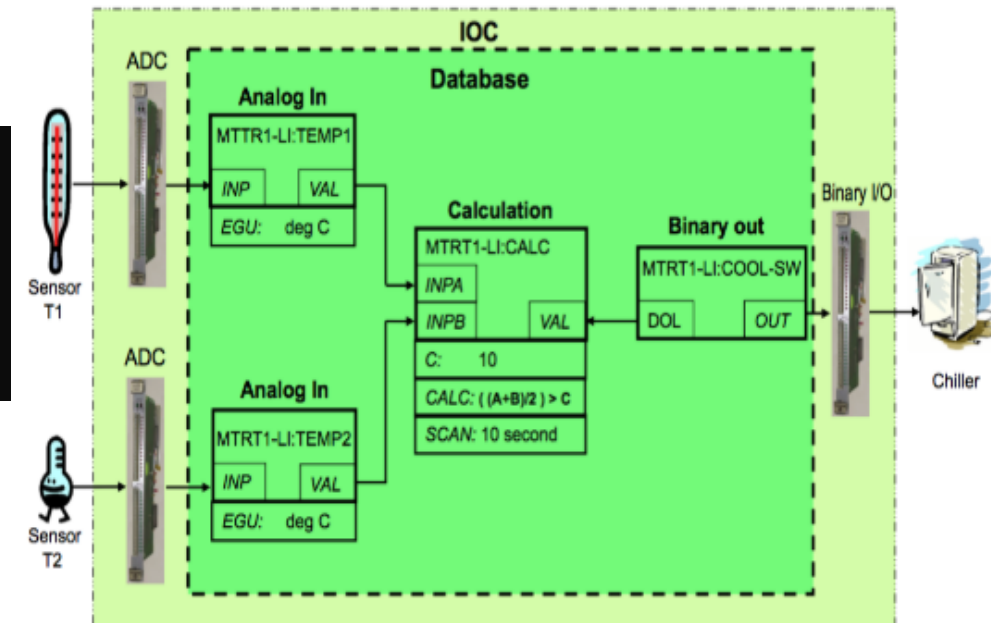 IOC
Database
ADC
Analog In
MTTR1-LI:TEMP1
INP VAL
EGU: deg C
Sensor
T1
Calculation
MTRT1-LI:CALC
INPA
INPB VAL
C: 10
CALC: ( (A+B)/2 ) > C
SCAN: 10 second
Binary out
MTRT1-LI:COOL-SW
DOL OUT
Binary I/O
Chiller
ADC
Analog In
MTRT1-LI:TEMP2
INP VAL
EGU: deg C
Sensor
T2